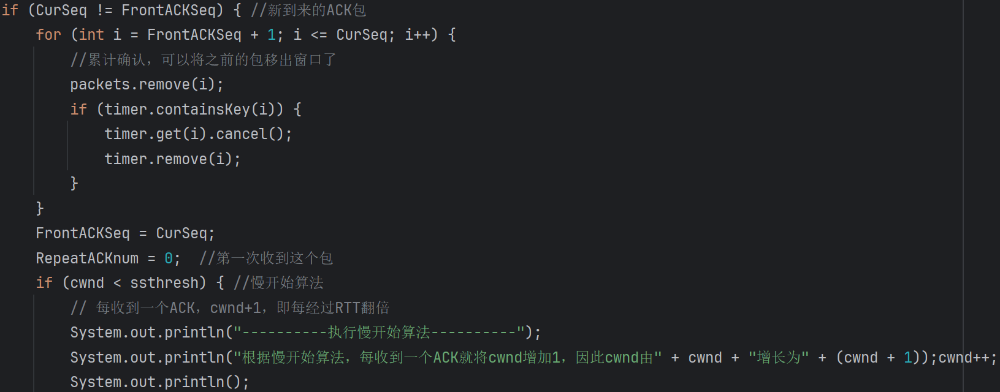 if (CurSeq != FrontACKSeq) { //新到来的ACK包
for (int i = FrontACKSeq + 1; i <= CurSeq; i++) {
//累计确认，可以将之前的包移出窗口了
packets.remove(i);
if (timer.containsKey(i)) {
timer.get(i).cancel();
timer.remove(i);
}
}
FrontACKSeq = CurSeq;
RepeatACKnum = 0;  //第一次收到这个包
if (cwnd < ssthresh) { //慢开始算法
// 每收到一个ACK，cwnd+1，即每经过RTT翻倍
System.out.println("----------执行慢开始算法----------");
System.out.println("根据慢开始算法，每收到一个ACK就将cwnd增加1，因此cwnd由" + cwnd + "增长为" + (cwnd + 1));cwnd++;
System.out.println();